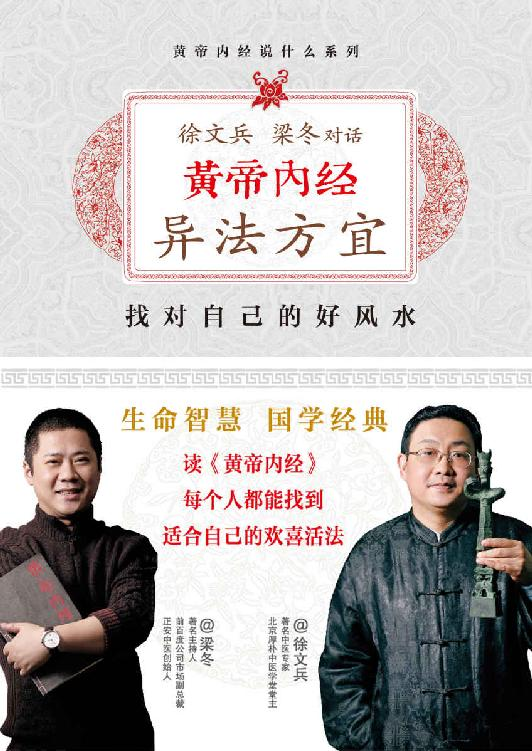 黄帝内经说什么系列
徐文兵 梁冬对话
黄帝内经
异法方宜
找对自己的好风水
生命智慧 国学经典
读《黄帝内经》
每个人都能找到
适合自己的欢喜活法
黄帝内经
@梁冬
著名主持人
前百度公司市场副总裁
正安中医创始人
@徐文兵
著名中医专家
北京厚朴中医学堂堂主